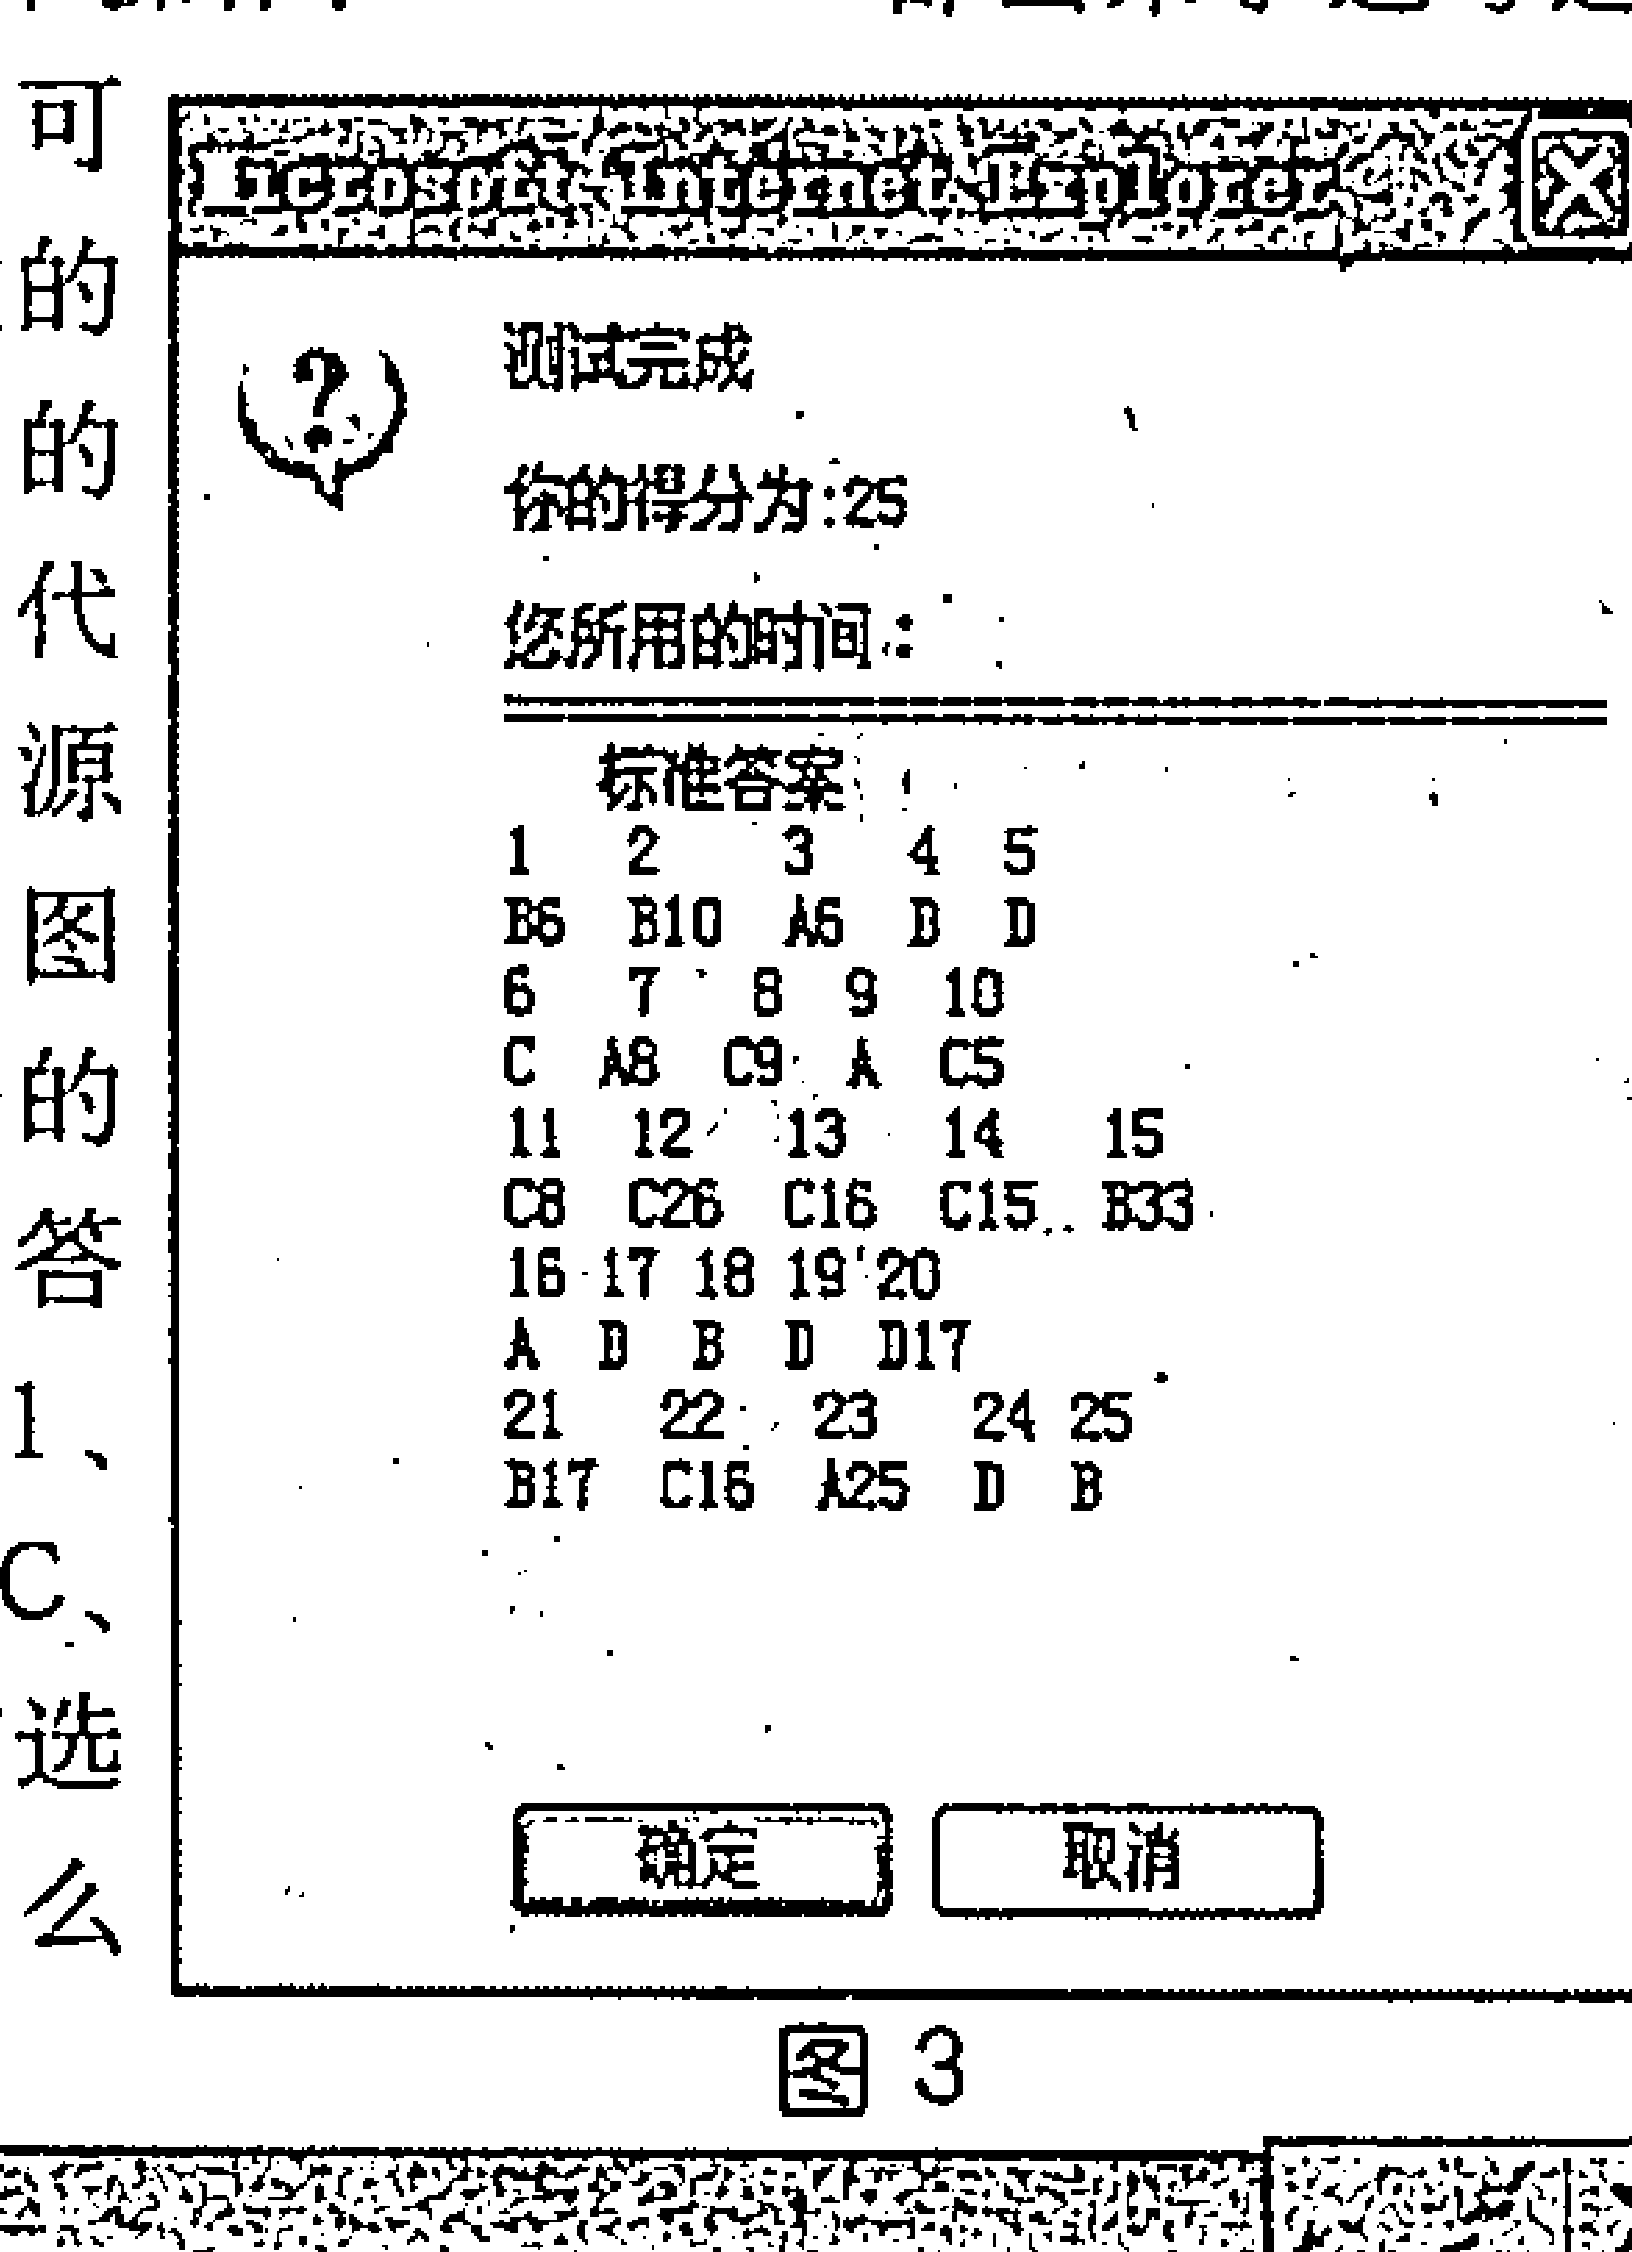 可
的
的
代
源
图
的
答
1、
C、
选
么
Microsoft Internet Explorer
测试完成
你的得分为:25
您所用的时间:
标准答案
1 2 3 4 5
B6 B10 A6 B D
6 7 8 9 10
C A8 C9 A C5
11 12 13 14 15
C8 C26 C16 C15 B33
16 17 18 19 20
A D B D D17
21 22 23 24 25
B17 C16 A25 D B
确定 取消
图 3